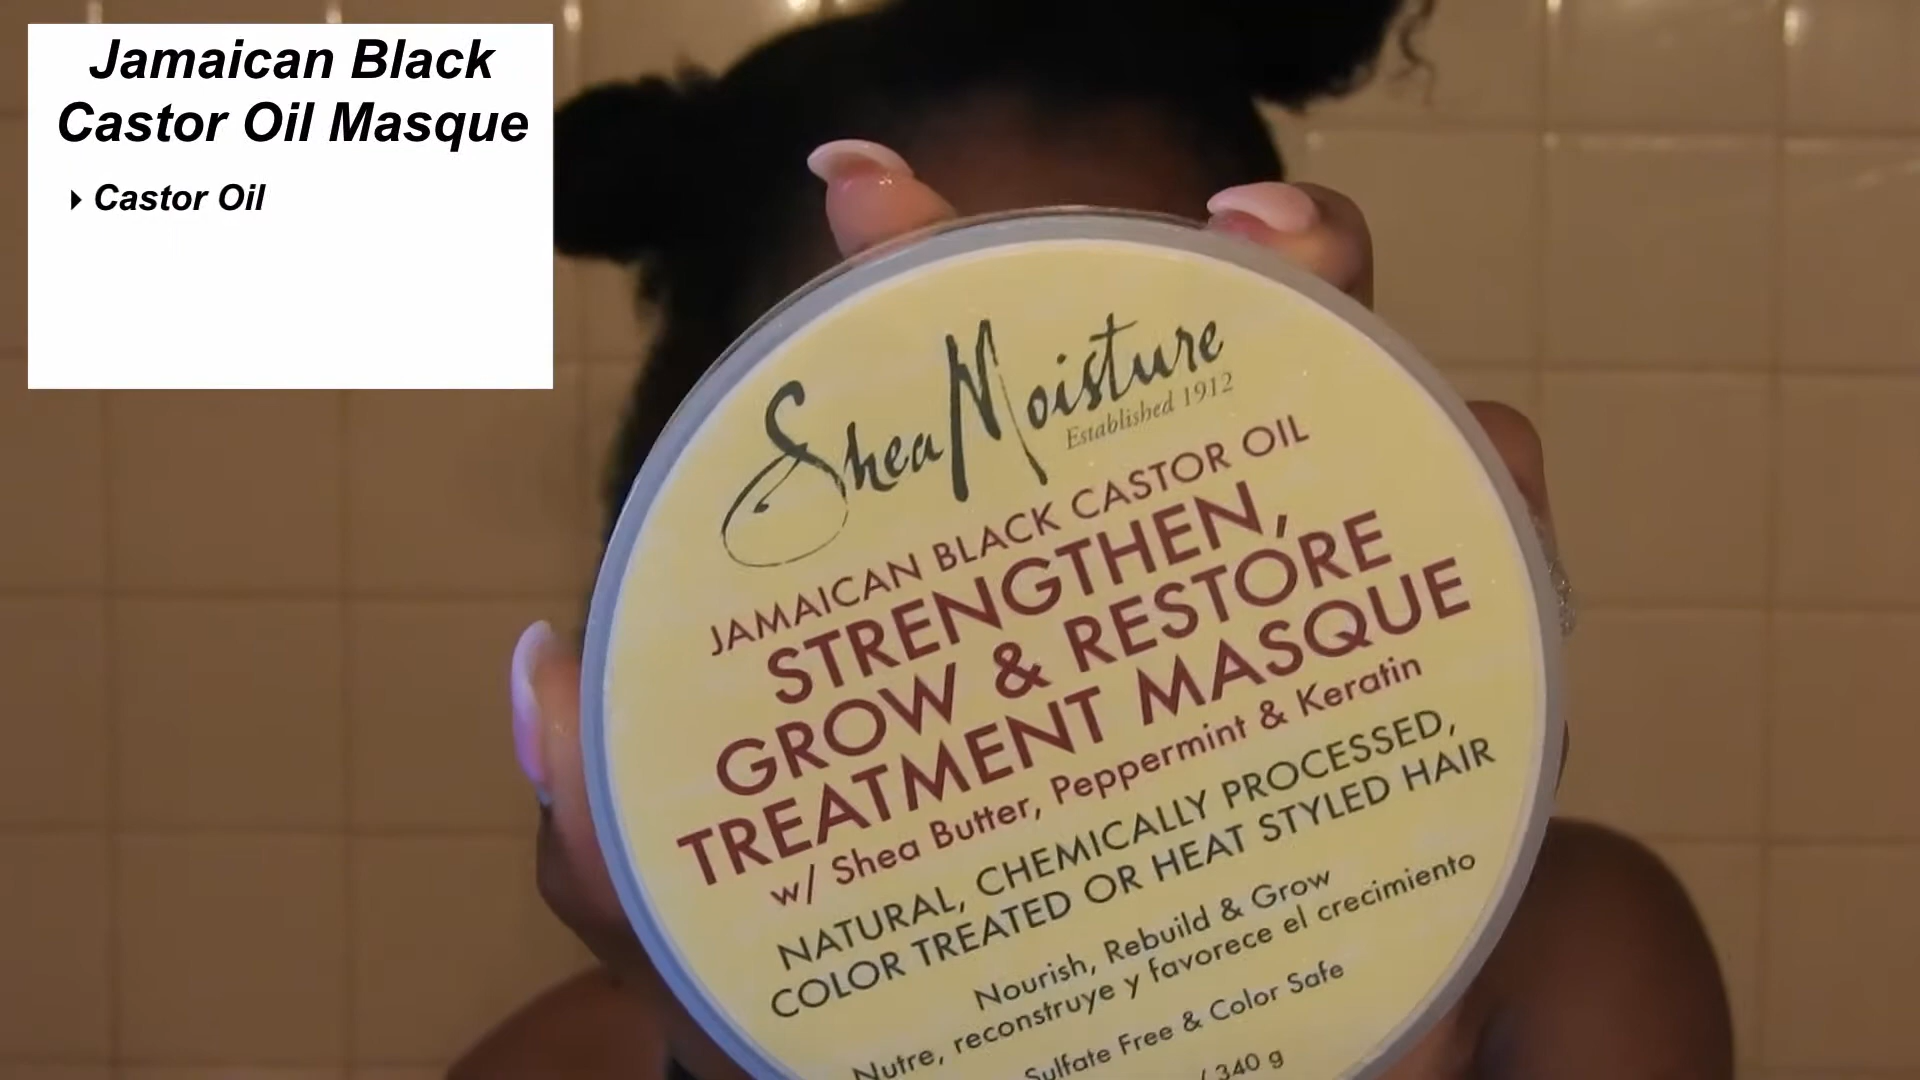 Jamaican Black
Castor Oil Masque
Castor Oil
SheaMoisture
Established 1912
JAMAICAN BLACK CASTOR OIL
STRENGTHEN,
GROW & RESTORE
TREATMENT MASQUE
w/ Shea Butter, Peppermint & Keratin
NATURAL, CHEMICALLY PROCESSED,
COLOR TREATED OR HEAT STYLED HAIR
Nourish, Rebuild & Grow
Nutre, reconstruye y favorece el crecimiento
Sulfate Free & Color Safe
/ 340 g